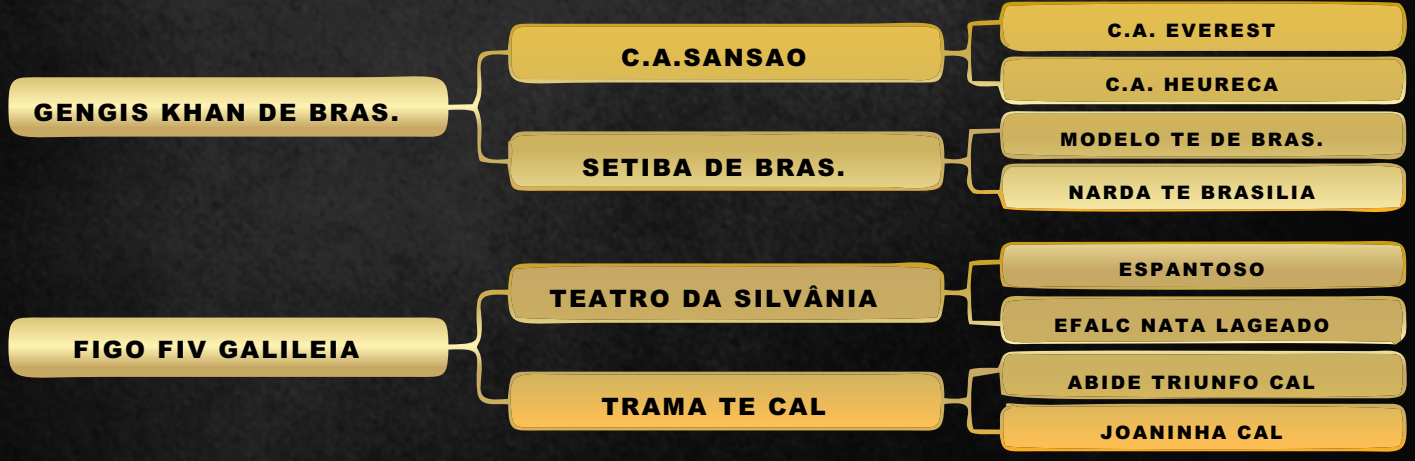 GENGIS KHAN DE BRAS.
C.A.SANSAO
C.A. EVEREST
C.A. HEURECA
SETIBA DE BRAS.
MODELO TE DE BRAS.
NARDA TE BRASILIA
FIGO FIV GALILEIA
TEATRO DA SILVÂNIA
ESPANTOSO
EFALC NATA LAGEADO
TRAMA TE CAL
ABIDE TRIUNFO CAL
JOANINHA CAL